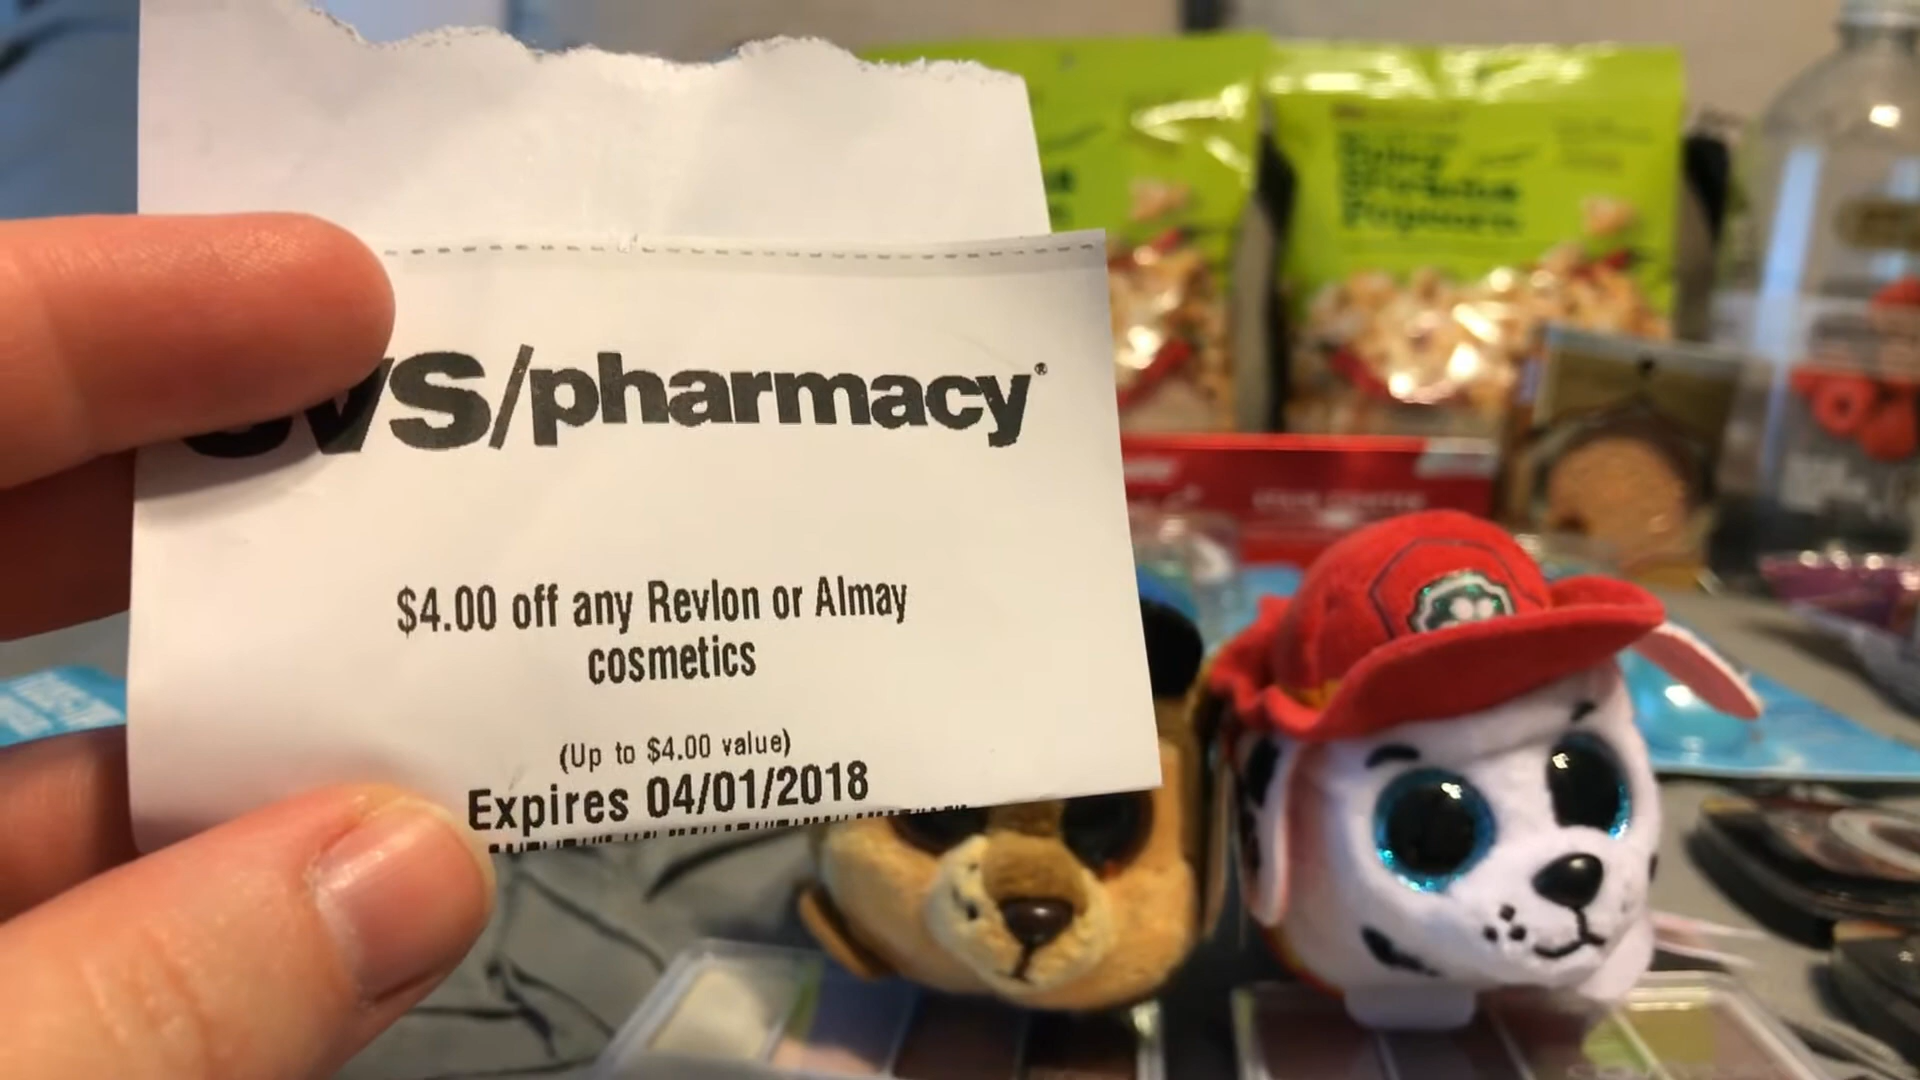 CVS/pharmacy®
$4.00 off any Revlon or Almay
cosmetics
(Up to $4.00 value)
Expires 04/01/2018
Popcorn